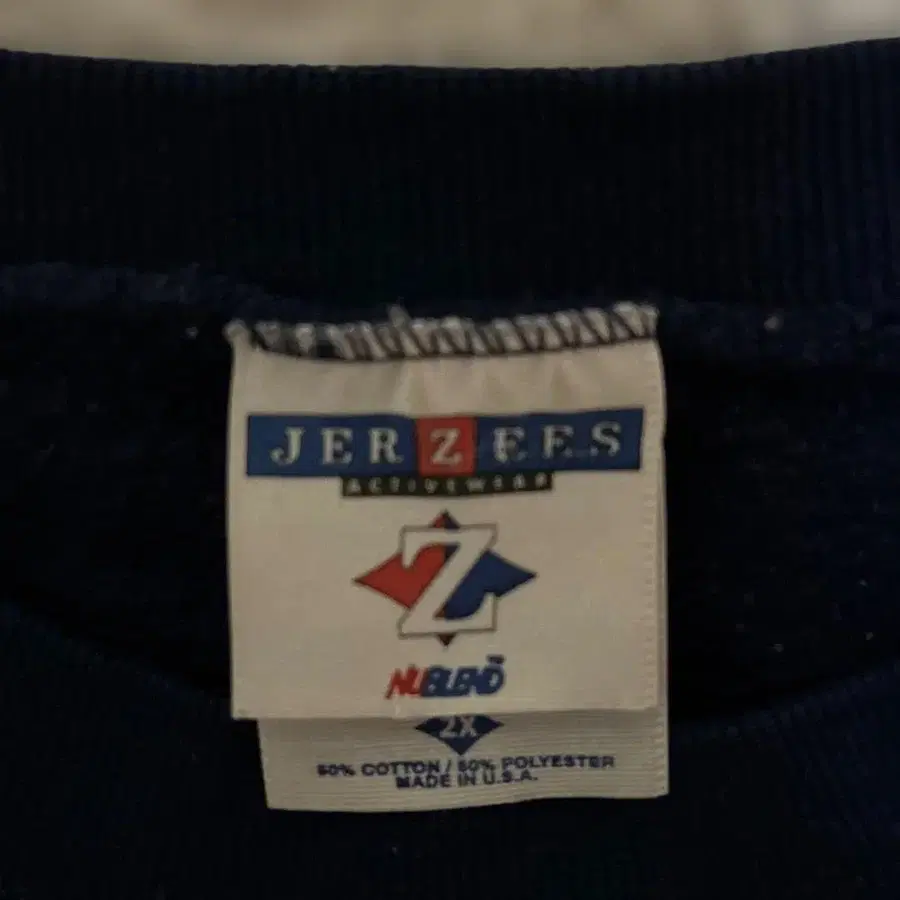 JERZEES
ACTIVEWEAR
Z
NUBLEND
2X
50% COTTON / 50% POLYESTER
MADE IN U.S.A.